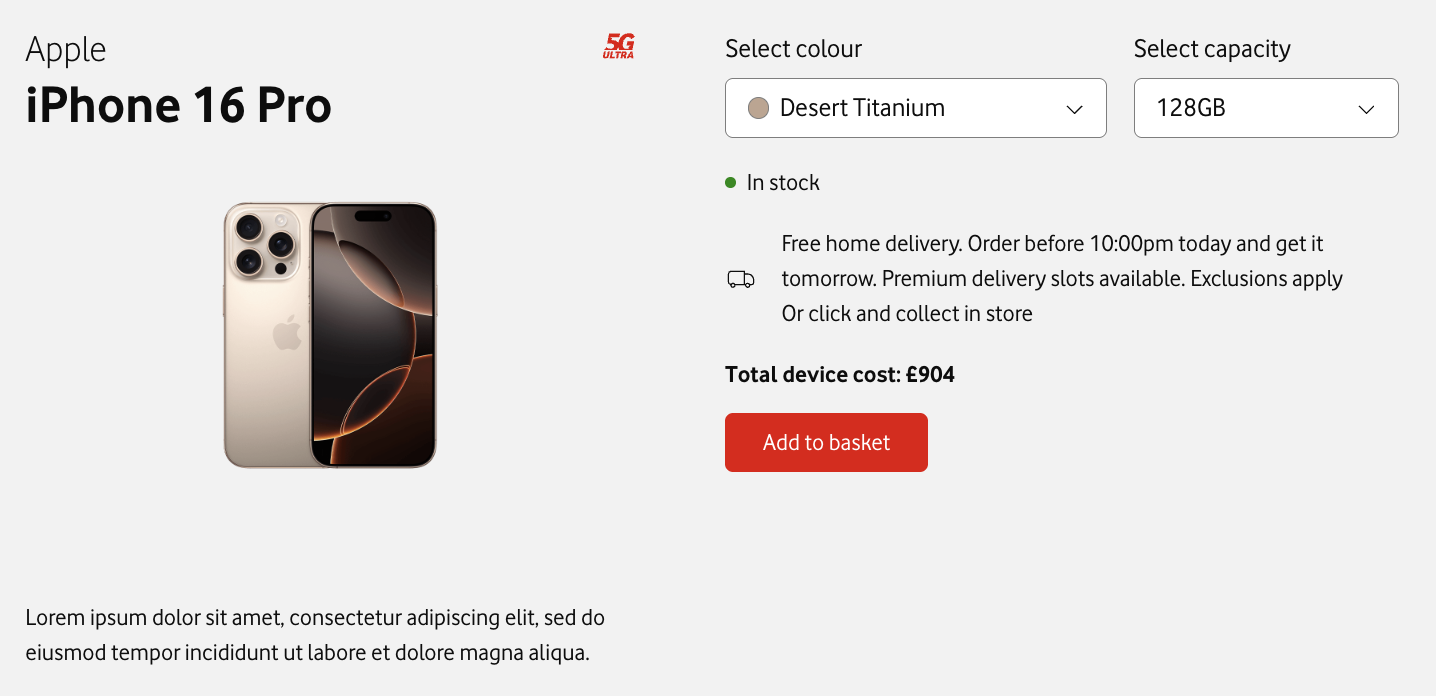 Apple
iPhone 16 Pro
5G
ULTRA
Select colour
Desert Titanium
Select capacity
128GB
In stock
Free home delivery. Order before 10:00pm today and get it
tomorrow. Premium delivery slots available. Exclusions apply
Or click and collect in store
Total device cost: £904
Add to basket
Lorem ipsum dolor sit amet, consectetur adipiscing elit, sed do
eiusmod tempor incididunt ut labore et dolore magna aliqua.